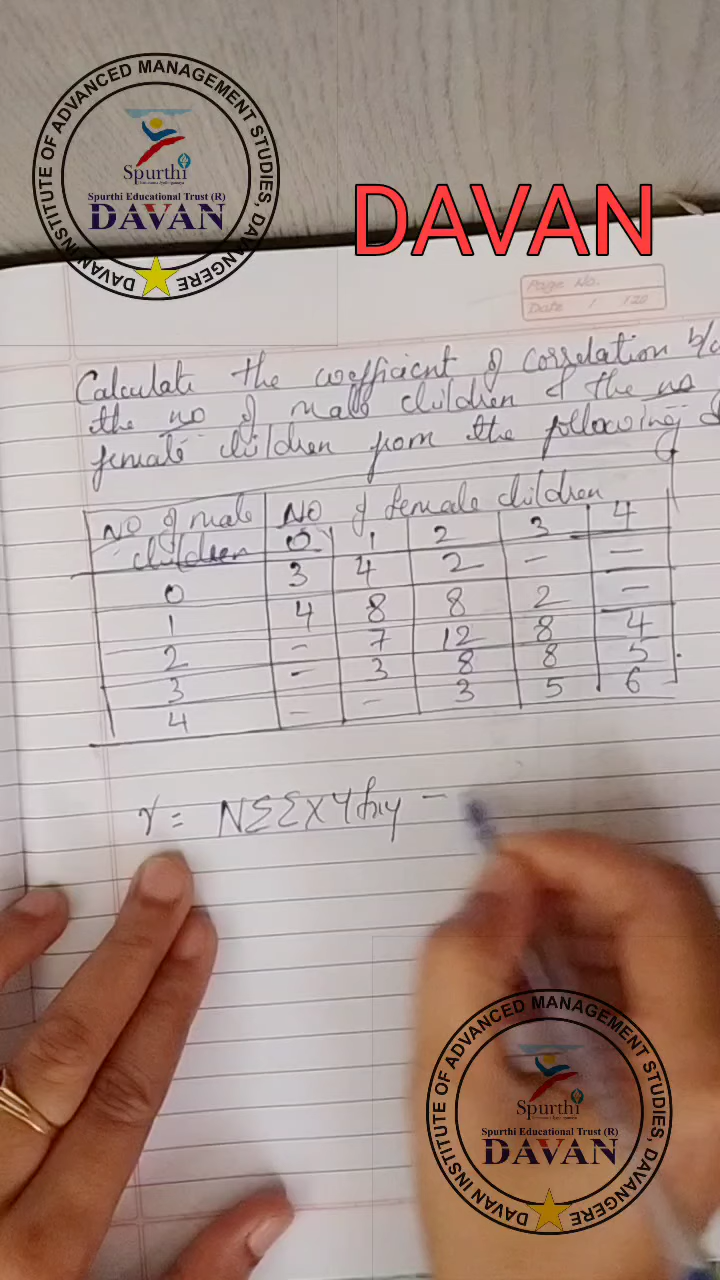 DAVAN INSTITUTE OF ADVANCED MANAGEMENT STUDIES, DAVANGERE
Spurthi
Spurthi Educational Trust (R)
DAVAN
DAVAN
Page No.
Date / 120
Calculate the coefficient of correlation b/w
the no of male children & the no
female children from the following
No of male No of female children
children 0 1 2 3 4
0 3 4 2 - -
1 4 8 8 2 -
2 - 7 12 8 4
3 - 3 8 8 5
4 - - 3 5 6
r = NΣΣXYfxy -
DAVAN INSTITUTE OF ADVANCED MANAGEMENT STUDIES, DAVANGERE
Spurthi
Spurthi Educational Trust (R)
DAVAN